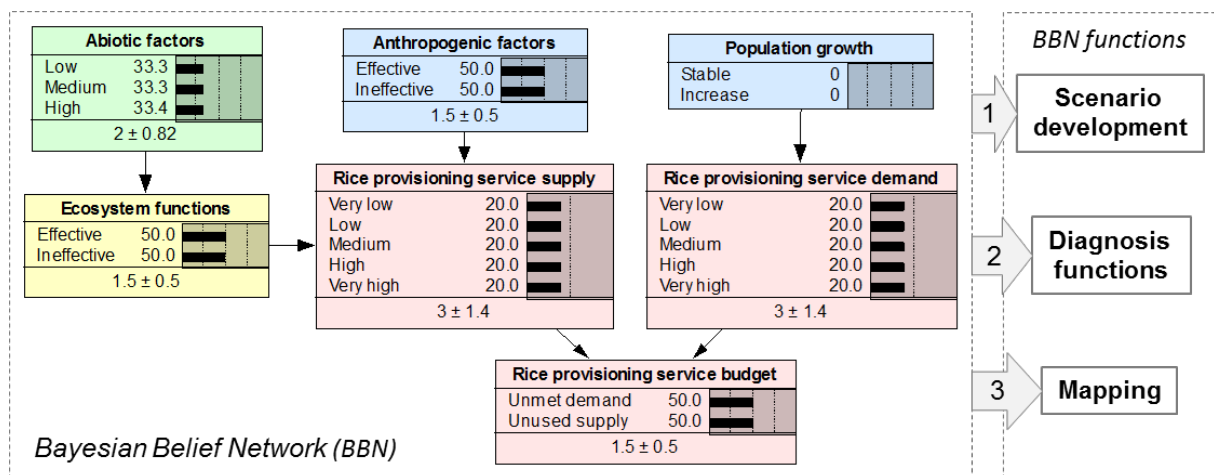 Abiotic factors
Low 33.3
Medium 33.3
High 33.4
2 ± 0.82
Anthropogenic factors
Effective 50.0
Ineffective 50.0
1.5 ± 0.5
Population growth
Stable 0
Increase 0
Ecosystem functions
Effective 50.0
Ineffective 50.0
1.5 ± 0.5
Rice provisioning service supply
Very low 20.0
Low 20.0
Medium 20.0
High 20.0
Very high 20.0
3 ± 1.4
Rice provisioning service demand
Very low 20.0
Low 20.0
Medium 20.0
High 20.0
Very high 20.0
3 ± 1.4
Rice provisioning service budget
Unmet demand 50.0
Unused supply 50.0
1.5 ± 0.5
Bayesian Belief Network (BBN)
BBN functions
1
Scenario
development
2
Diagnosis
functions
3
Mapping